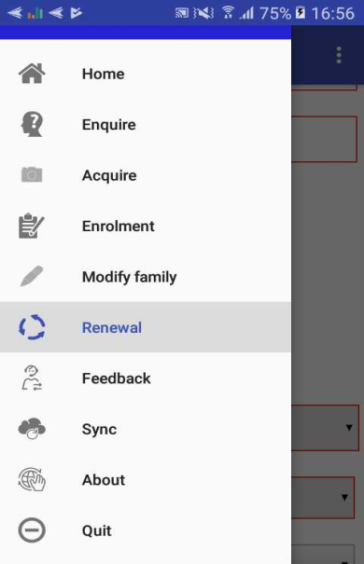 75% 16:56
Home
Enquire
Acquire
Enrolment
Modify family
Renewal
Feedback
Sync
About
Quit